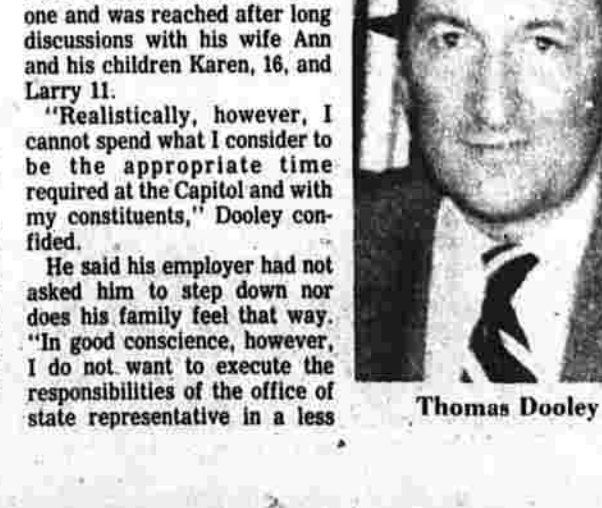 one and was reached after long
discussions with his wife Ann
and his children Karen, 16, and
Larry 11.
"Realistically, however, I
cannot spend what I consider to
be the appropriate time
required at the Capitol and with
my constituents," Dooley con-
fided.
He said his employer had not
asked him to step down nor
does his family feel that way.
"In good conscience, however,
I do not want to execute the
responsibilities of the office of
state representative in a less
Thomas Dooley